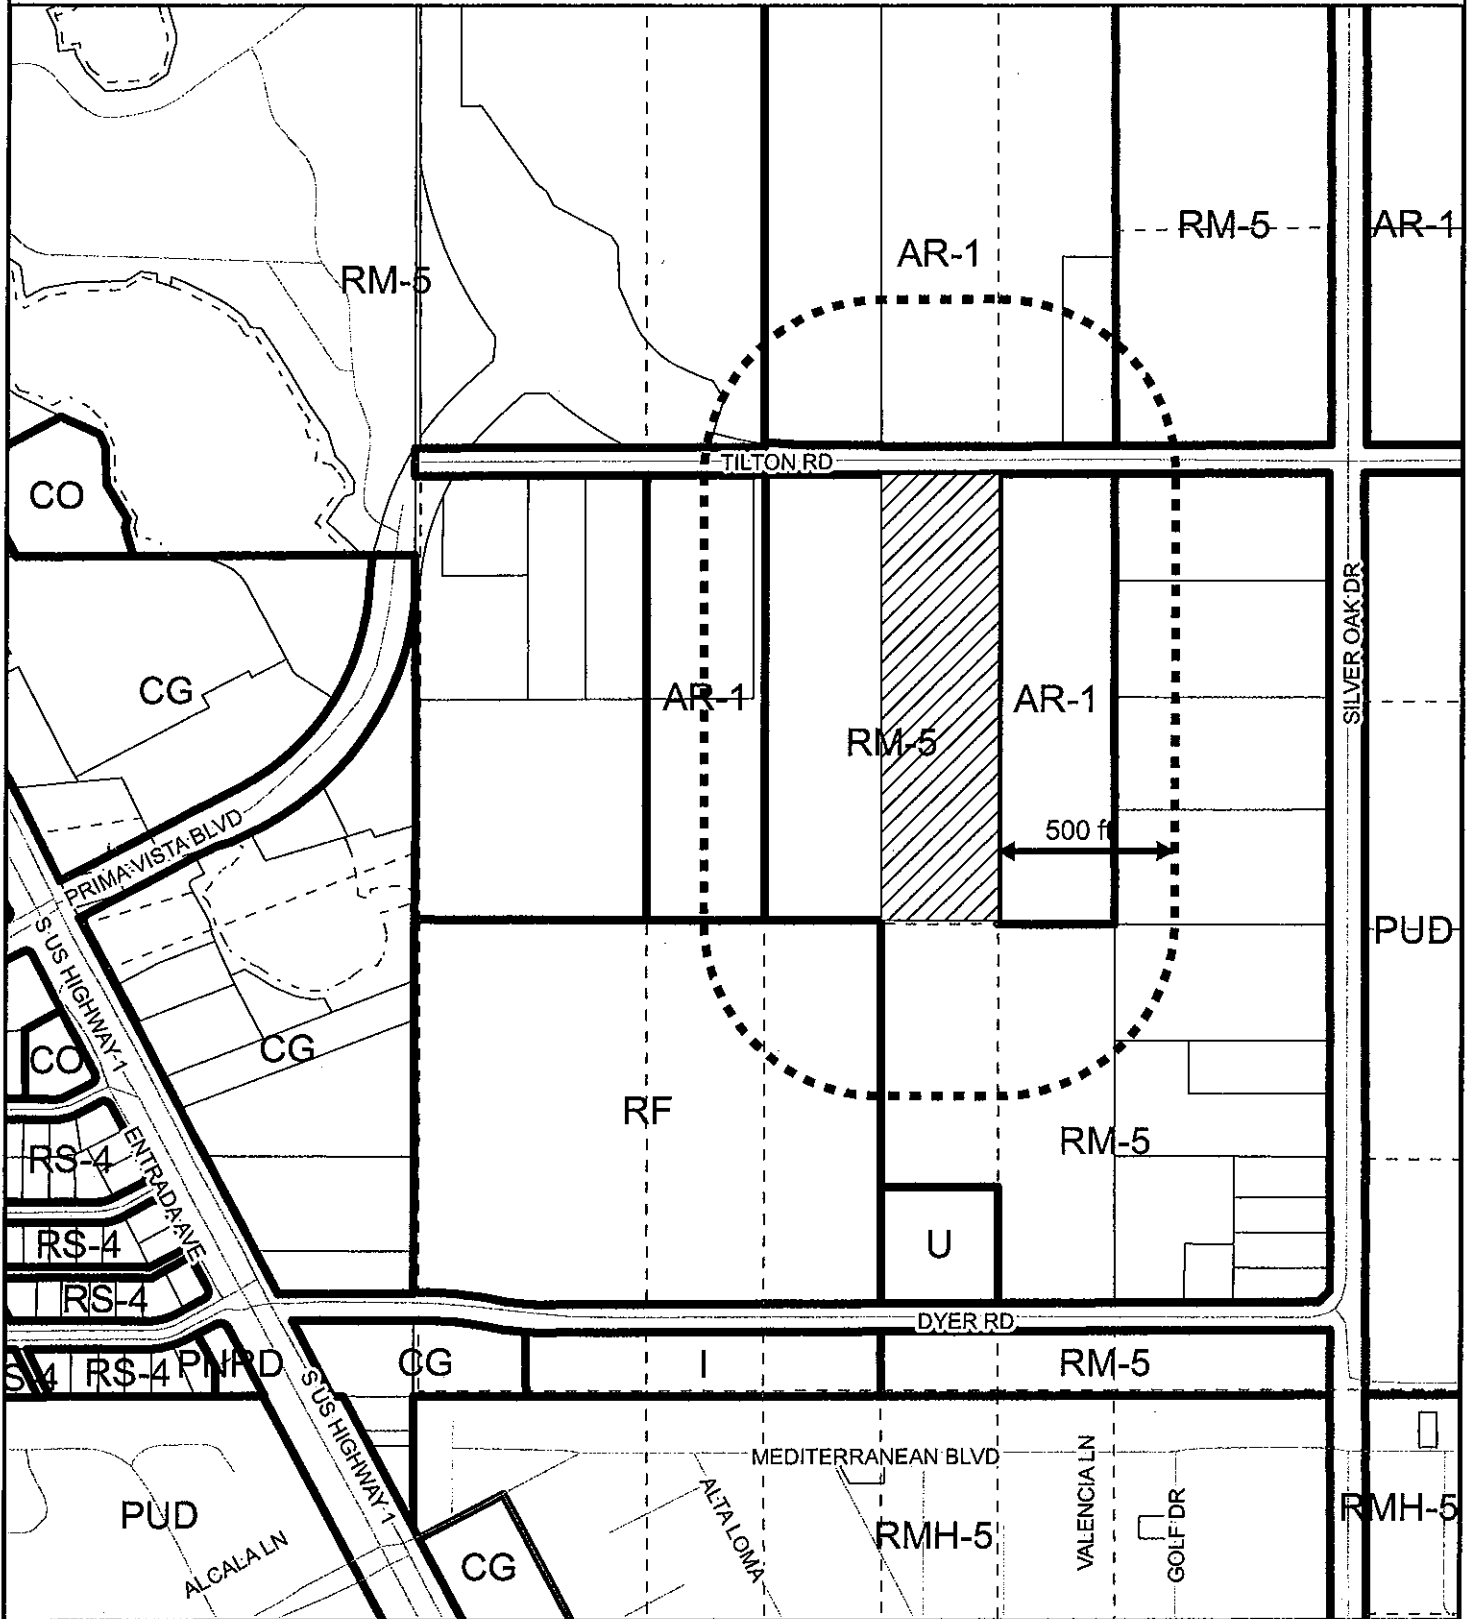 RM-5
AR-1
AR-1
RM-5
TILTON RD
CO
SILVER OAK DR
CG
AR-1
AR-1
RM-5
500 f
PRIMA VISTA BLVD
S US HIGHWAY 1
PUD
CO
CG
RF
RM-5
ENTRADA AVE
RS-4
RS-4
U
RS-4
DYER RD
S-4
RS-4
PNRD
CG
I
RM-5
S US HIGHWAY 1
MEDITERRANEAN BLVD
VALENCIA LN
ALTA LOMA
GOLF DR
PUD
RMH-5
RMH-5
ALCALA LN
CG